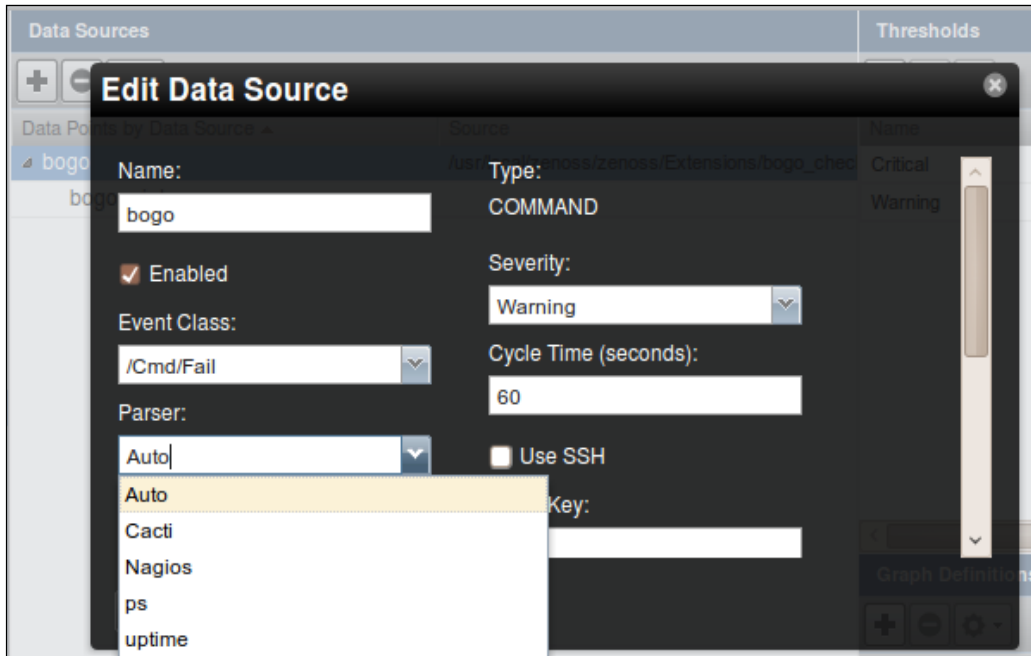 Data Sources
Thresholds
Edit Data Source
Data Points by Data Source
Source
Name
bogo
/usr/local/zenoss/zenoss/Extensions/bogo_chec
Critical
Warning
Name:
bogo
Type:
COMMAND
Enabled
Severity:
Warning
Event Class:
/Cmd/Fail
Cycle Time (seconds):
60
Parser:
Auto
Use SSH
Key:
Auto
Cacti
Nagios
ps
uptime
Graph Definitions